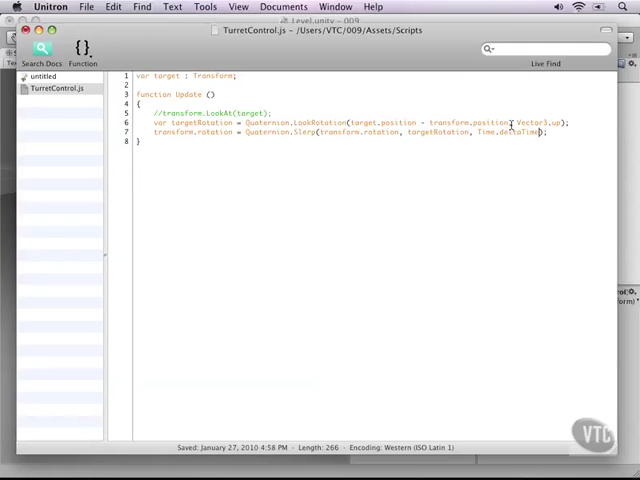 Unitron File Edit Find Text Tools View Documents Window Help
Level.unity - 009
TurretControl.js - /Users/VTC/009/Assets/Scripts
{}
Search Docs Function
Live Find
untitled
TurretControl.js
1 var target : Transform;
2
3 function Update ()
4 {
5 //transform.LookAt(target);
6 var targetRotation = Quaternion.LookRotation(target.position - transform.position, Vector3.up);
7 transform.rotation = Quaternion.Slerp(transform.rotation, targetRotation, Time.deltaTime);
8 }
VTC
Saved: January 27, 2010 4:58 PM - Length: 266 - Encoding: Western (ISO Latin 1)